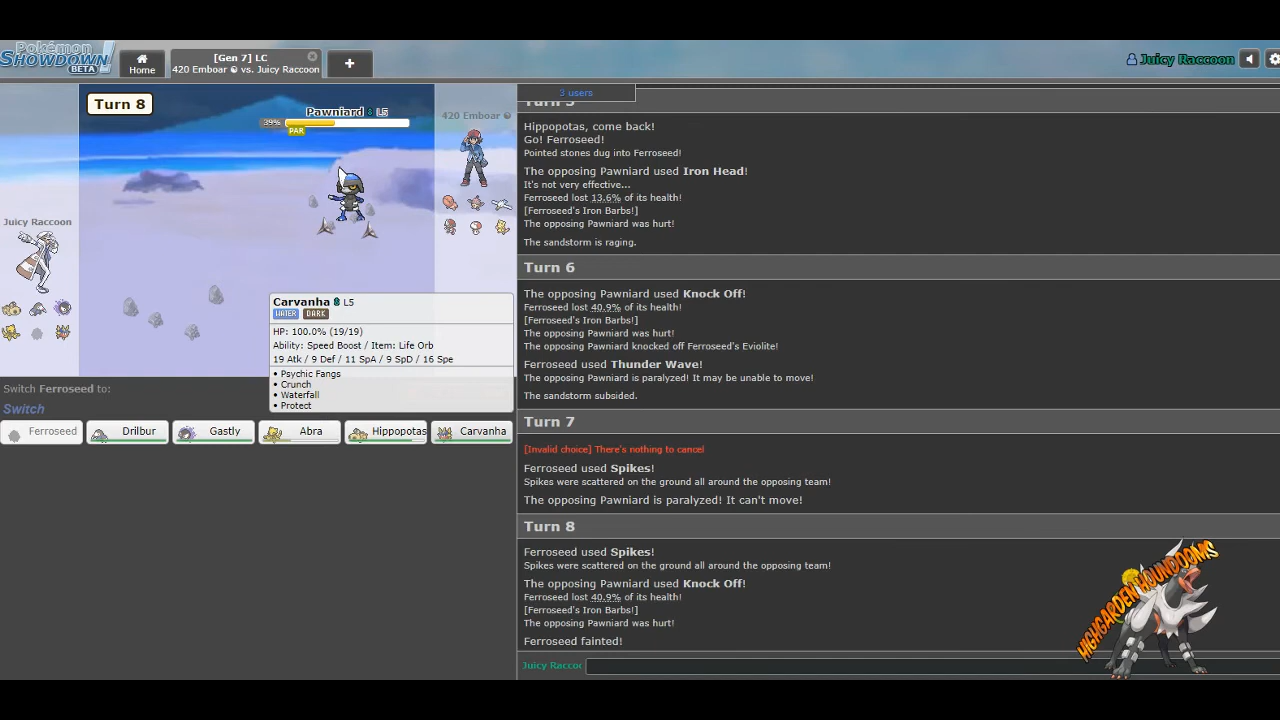 Pokémon
SHOWDOWN!
BETA
Home
[Gen 7] LC
420 Emboar vs. Juicy Raccoon
+
Juicy Raccoon
Turn 8
Pawniard L5
39%
PAR
420 Emboar
Juicy Raccoon
Carvanha L5
WATER DARK
HP: 100.0% (19/19)
Ability: Speed Boost / Item: Life Orb
19 Atk / 9 Def / 11 SpA / 9 SpD / 16 Spe
• Psychic Fangs
• Crunch
• Waterfall
• Protect
Switch Ferroseed to:
Switch
Ferroseed
Drilbur
Gastly
Abra
Hippopotas
Carvanha
3 users
Turn 5
Hippopotas, come back!
Go! Ferroseed!
Pointed stones dug into Ferroseed!
The opposing Pawniard used Iron Head!
It's not very effective...
Ferroseed lost 13.6% of its health!
[Ferroseed's Iron Barbs!]
The opposing Pawniard was hurt!
The sandstorm is raging.
Turn 6
The opposing Pawniard used Knock Off!
Ferroseed lost 40.9% of its health!
[Ferroseed's Iron Barbs!]
The opposing Pawniard was hurt!
The opposing Pawniard knocked off Ferroseed's Eviolite!
Ferroseed used Thunder Wave!
The opposing Pawniard is paralyzed! It may be unable to move!
The sandstorm subsided.
Turn 7
[Invalid choice] There's nothing to cancel
Ferroseed used Spikes!
Spikes were scattered on the ground all around the opposing team!
The opposing Pawniard is paralyzed! It can't move!
Turn 8
Ferroseed used Spikes!
Spikes were scattered on the ground all around the opposing team!
The opposing Pawniard used Knock Off!
Ferroseed lost 40.9% of its health!
[Ferroseed's Iron Barbs!]
The opposing Pawniard was hurt!
Ferroseed fainted!
Juicy Raccoo
HIGHGARDEN HOUNDOOMS